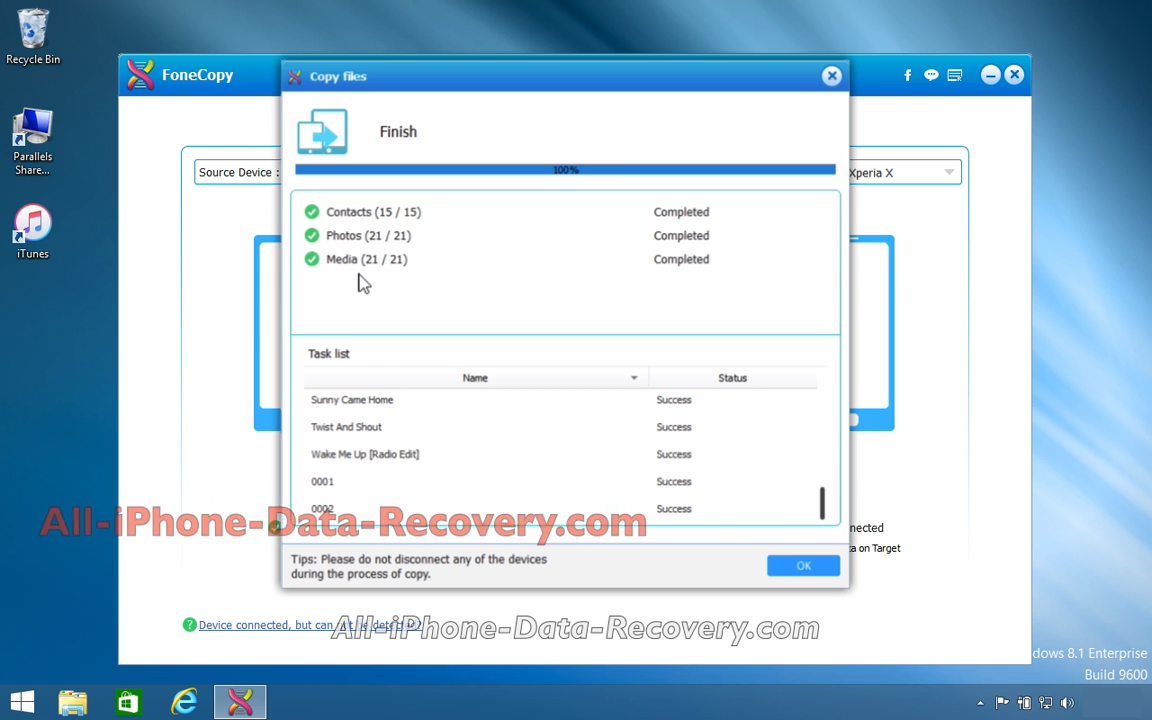 Recycle Bin
Parallels
Share...
iTunes
FoneCopy
Copy files
Source Device :
Xperia X
Finish
100%
Contacts (15 / 15) Completed
Photos (21 / 21) Completed
Media (21 / 21) Completed
Task list
Name Status
Sunny Came Home Success
Twist And Shout Success
Wake Me Up [Radio Edit] Success
0001 Success
0002 Success
All-iPhone-Data-Recovery.com
Tips: Please do not disconnect any of the devices
during the process of copy.
OK
Device connected, but can
All-iPhone-Data-Recovery.com
8.1 Enterprise
Build 9600